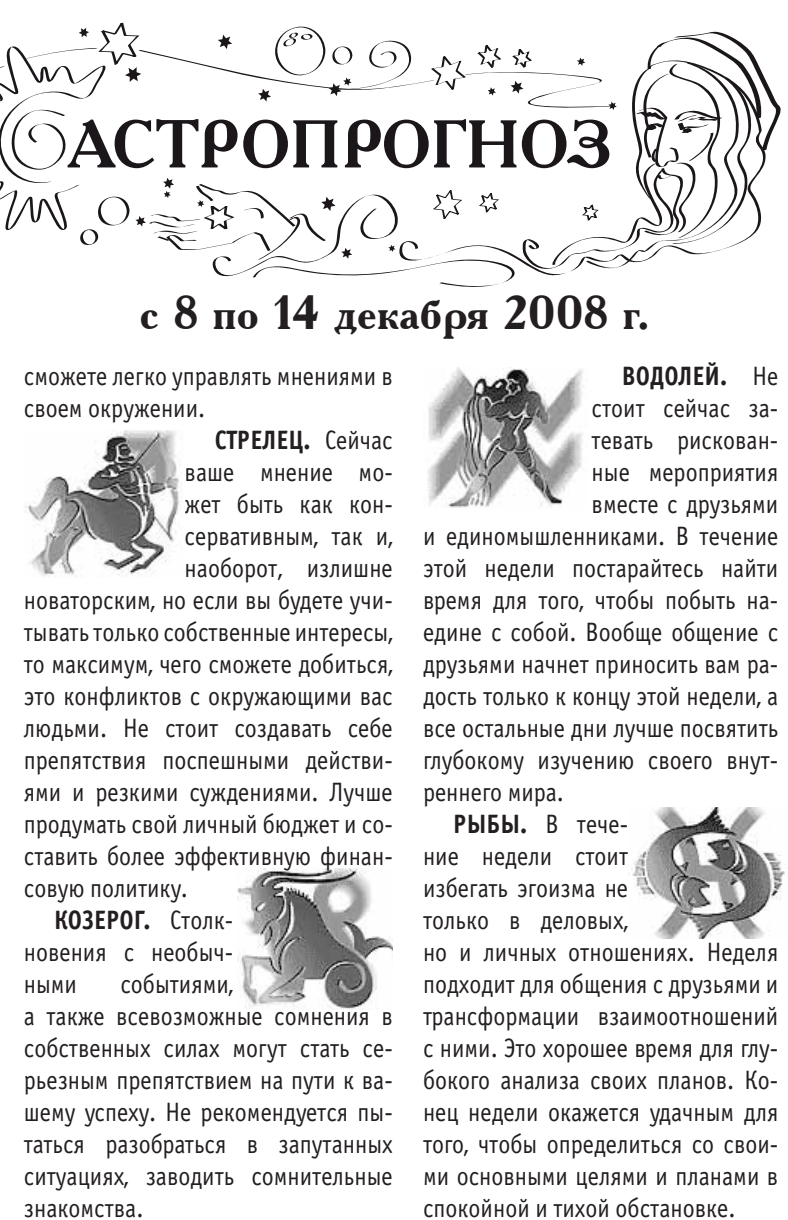 АСТРОПРОГНОЗ
с 8 по 14 декабря 2008 г.
сможете легко управлять мнениями в
своем окружении.
СТРЕЛЕЦ. Сейчас
ваше мнение мо-
жет быть как кон-
сервативным, так и,
наоборот, излишне
новаторским, но если вы будете учи-
тывать только собственные интересы,
то максимум, чего сможете добиться,
это конфликтов с окружающими вас
людьми. Не стоит создавать себе
препятствия поспешными действи-
ями и резкими суждениями. Лучше
продумать свой личный бюджет и со-
ставить более эффективную финан-
совую политику.
КОЗЕРОГ. Столк-
новения с необыч-
ными событиями,
а также всевозможные сомнения в
собственных силах могут стать се-
рьезным препятствием на пути к ва-
шему успеху. Не рекомендуется пы-
таться разобраться в запутанных
ситуациях, заводить сомнительные
знакомства.
ВОДОЛЕЙ. Не
стоит сейчас за-
тевать рискован-
ные мероприятия
вместе с друзьями
и единомышленниками. В течение
этой недели постарайтесь найти
время для того, чтобы побыть на-
едине с собой. Вообще общение с
друзьями начнет приносить вам ра-
дость только к концу этой недели, а
все остальные дни лучше посвятить
глубокому изучению своего внут-
реннего мира.
РЫБЫ. В тече-
ние недели стоит
избегать эгоизма не
только в деловых,
но и личных отношениях. Неделя
подходит для общения с друзьями и
трансформации взаимоотношений
с ними. Это хорошее время для глу-
бокого анализа своих планов. Ко-
нец недели окажется удачным для
того, чтобы определиться со свои-
ми основными целями и планами в
спокойной и тихой обстановке.